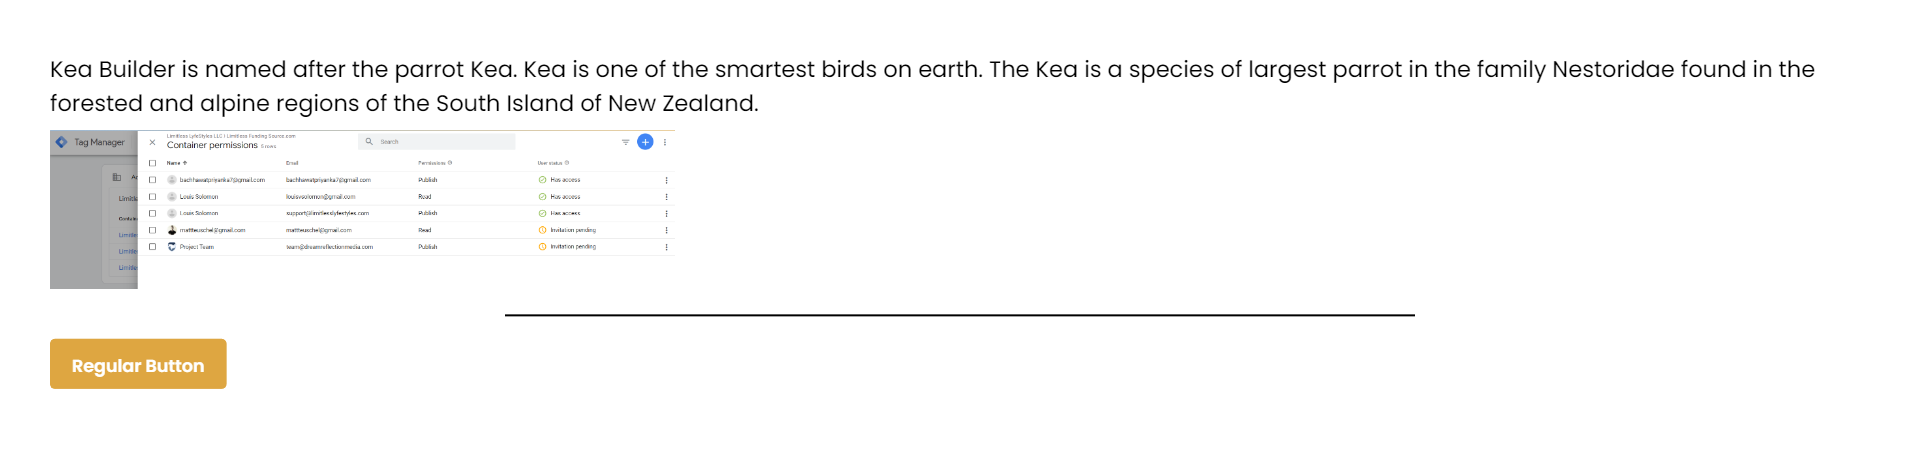 Kea Builder is named after the parrot Kea. Kea is one of the smartest birds on earth. The Kea is a species of largest parrot in the family Nestoridae found in the
forested and alpine regions of the South Island of New Zealand.
Tag Manager
Limitless LyfeStyles LLC | Limitless Funding Source.com
Container permissions 5 rows
Search
Name Email Permissions User status
bachhawatpriyanka7@gmail.com bachhawatpriyanka7@gmail.com Publish Has access
Louis Solomon louisvsolomon@gmail.com Read Has access
Louis Solomon support@limitlesslyfestyles.com Publish Has access
mattteuschel@gmail.com mattteuschel@gmail.com Read Invitation pending
Project Team team@dreamreflectionmedia.com Publish Invitation pending
Regular Button